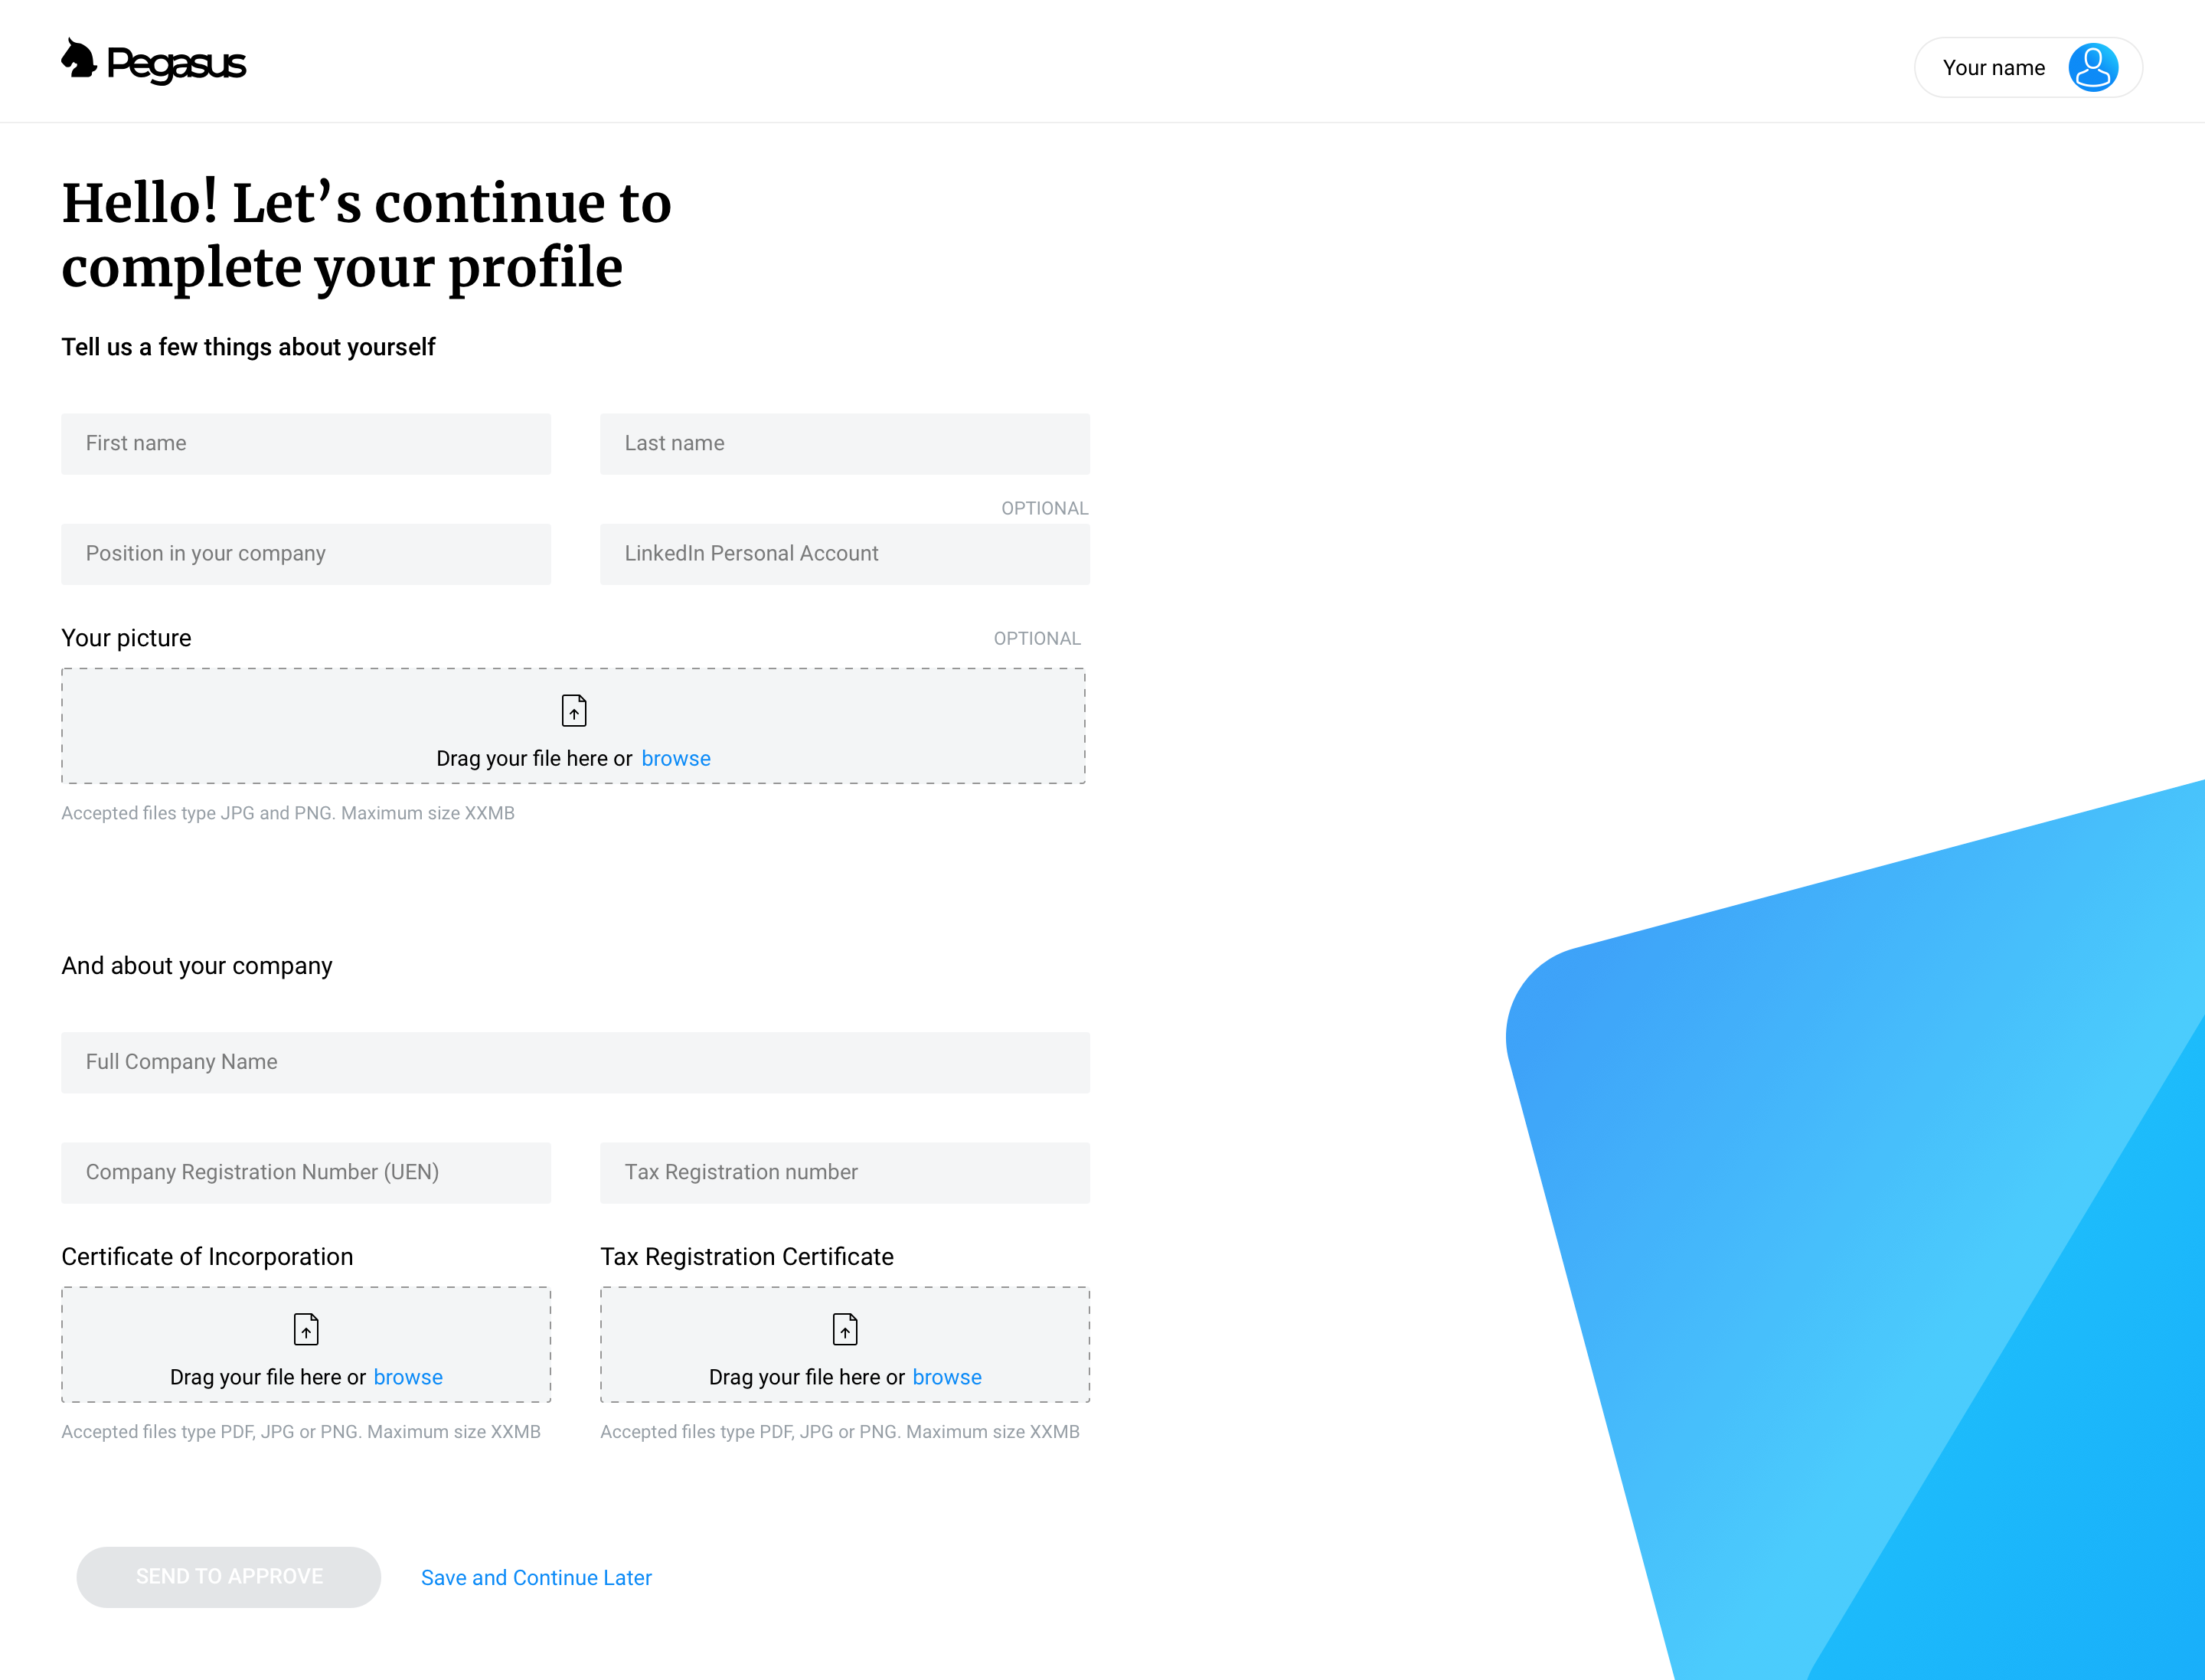 Pegasus
Your name
Hello! Let’s continue to
complete your profile
Tell us a few things about yourself
First name
Last name
OPTIONAL
Position in your company
LinkedIn Personal Account
Your picture
OPTIONAL
Drag your file here or browse
Accepted files type JPG and PNG. Maximum size XXMB
And about your company
Full Company Name
Company Registration Number (UEN)
Tax Registration number
Certificate of Incorporation
Tax Registration Certificate
Drag your file here or browse
Drag your file here or browse
Accepted files type PDF, JPG or PNG. Maximum size XXMB
Accepted files type PDF, JPG or PNG. Maximum size XXMB
SEND TO APPROVE
Save and Continue Later